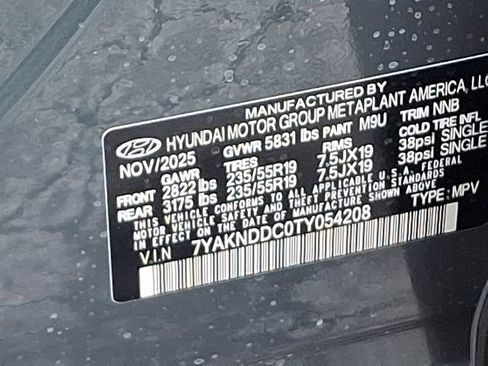 MANUFACTURED BY
HYUNDAI MOTOR GROUP METAPLANT AMERICA, LLC
NOV/2025 GVWR 5831 lbs PAINT M9U TRIM NNB
GAWR TIRES RIMS COLD TIRE INFL
FRONT 2822 lbs 235/55R19 7.5JX19 38psi SINGLE
REAR 3175 lbs 235/55R19 7.5JX19 38psi SINGLE
THIS VEHICLE CONFORMS TO ALL APPLICABLE U.S.A. FEDERAL
MOTOR VEHICLE SAFETY AND THEFT PREVENTION STANDARDS
IN EFFECT ON THE DATE OF MANUFACTURE SHOWN ABOVE.
V.I.N 7YAKNDDC0TY054208 TYPE: MPV